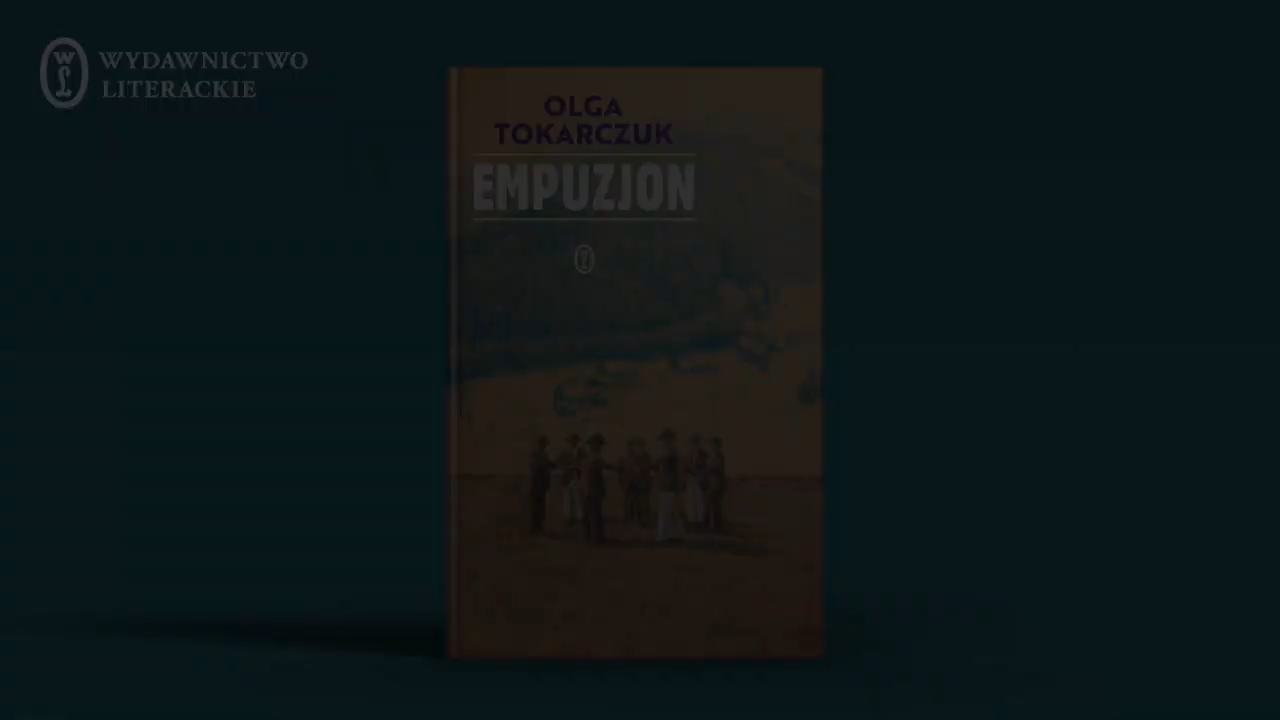 WYDAWNICTWO
LITERACKIE
OLGA
TOKARCZUK
EMPUZJON